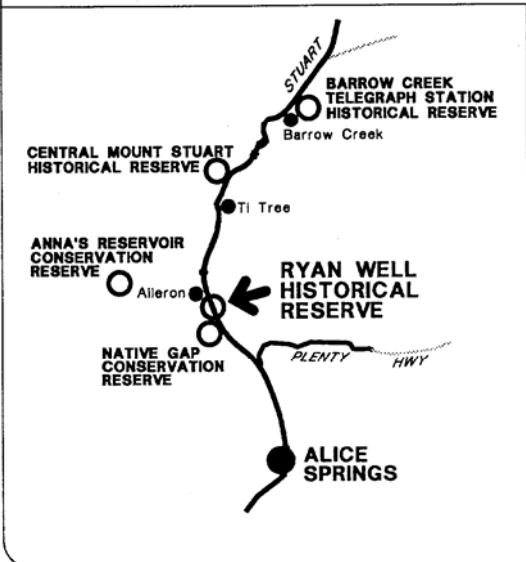 STUART
BARROW CREEK
TELEGRAPH STATION
HISTORICAL RESERVE
Barrow Creek
CENTRAL MOUNT STUART
HISTORICAL RESERVE
Ti Tree
ANNA'S RESERVOIR
CONSERVATION
RESERVE
Aileron
RYAN WELL
HISTORICAL
RESERVE
NATIVE GAP
CONSERVATION
RESERVE
PLENTY HWY
ALICE
SPRINGS